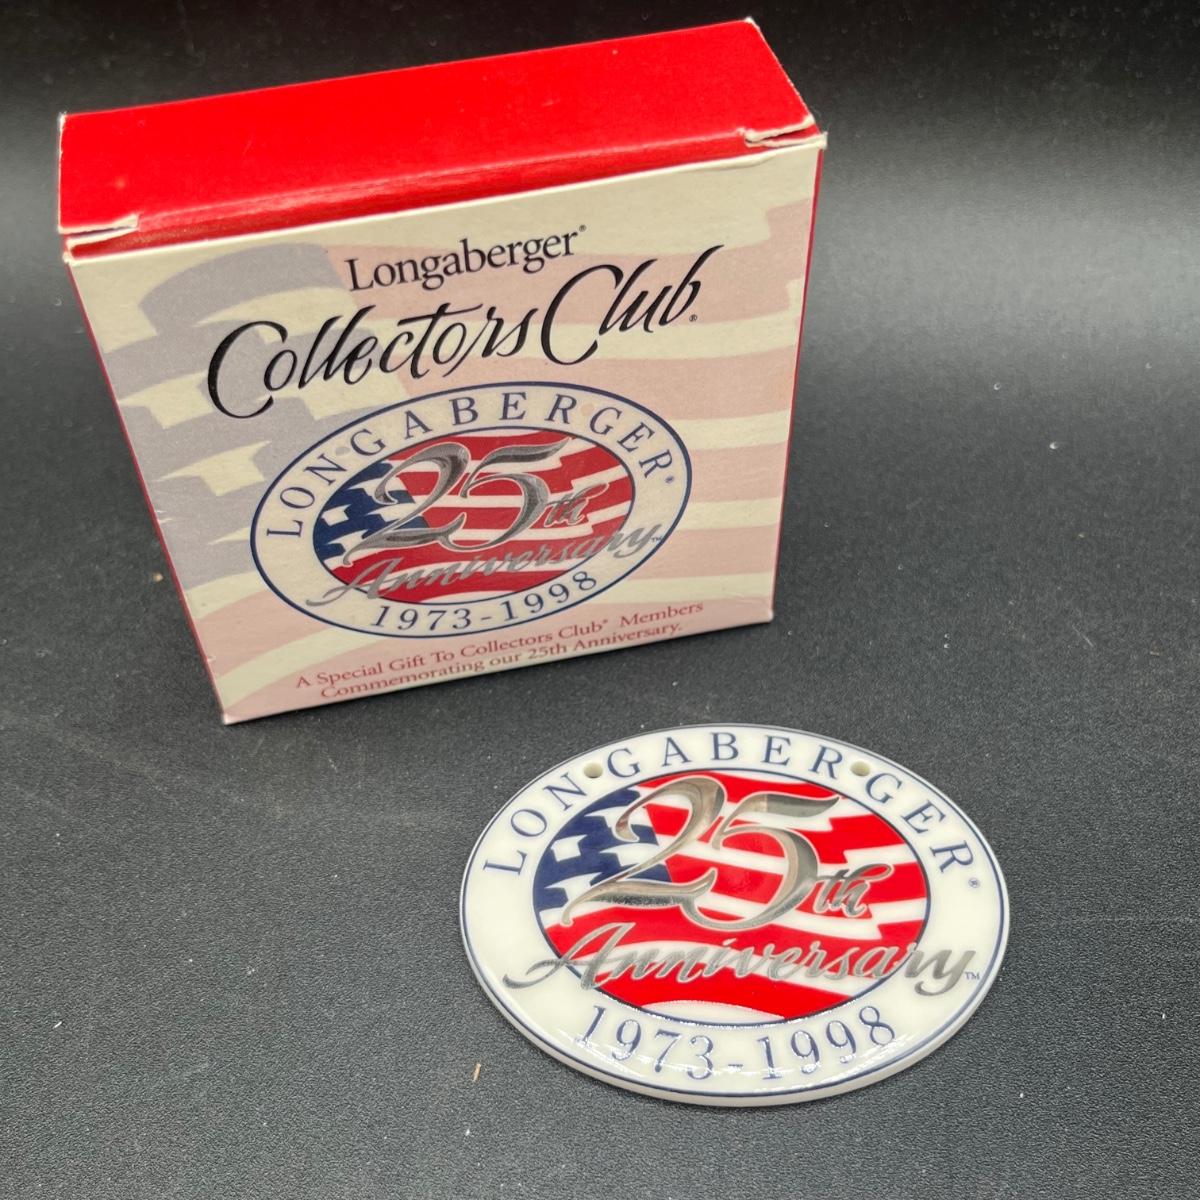 Longaberger®
Collectors Club®
LONGABERGER®
25th
Anniversary™
1973-1998
A Special Gift To Collectors Club® Members
Commemorating our 25th Anniversary.
LONGABERGER®
25th
Anniversary™
1973-1998